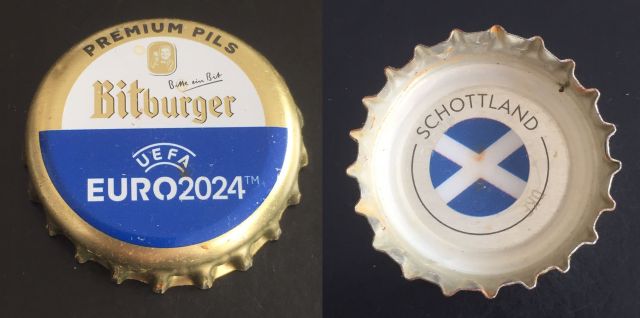 PREMIUM PILS
Bitte ein Bit
Bitburger
UEFA
EURO2024™
SCHOTTLAND